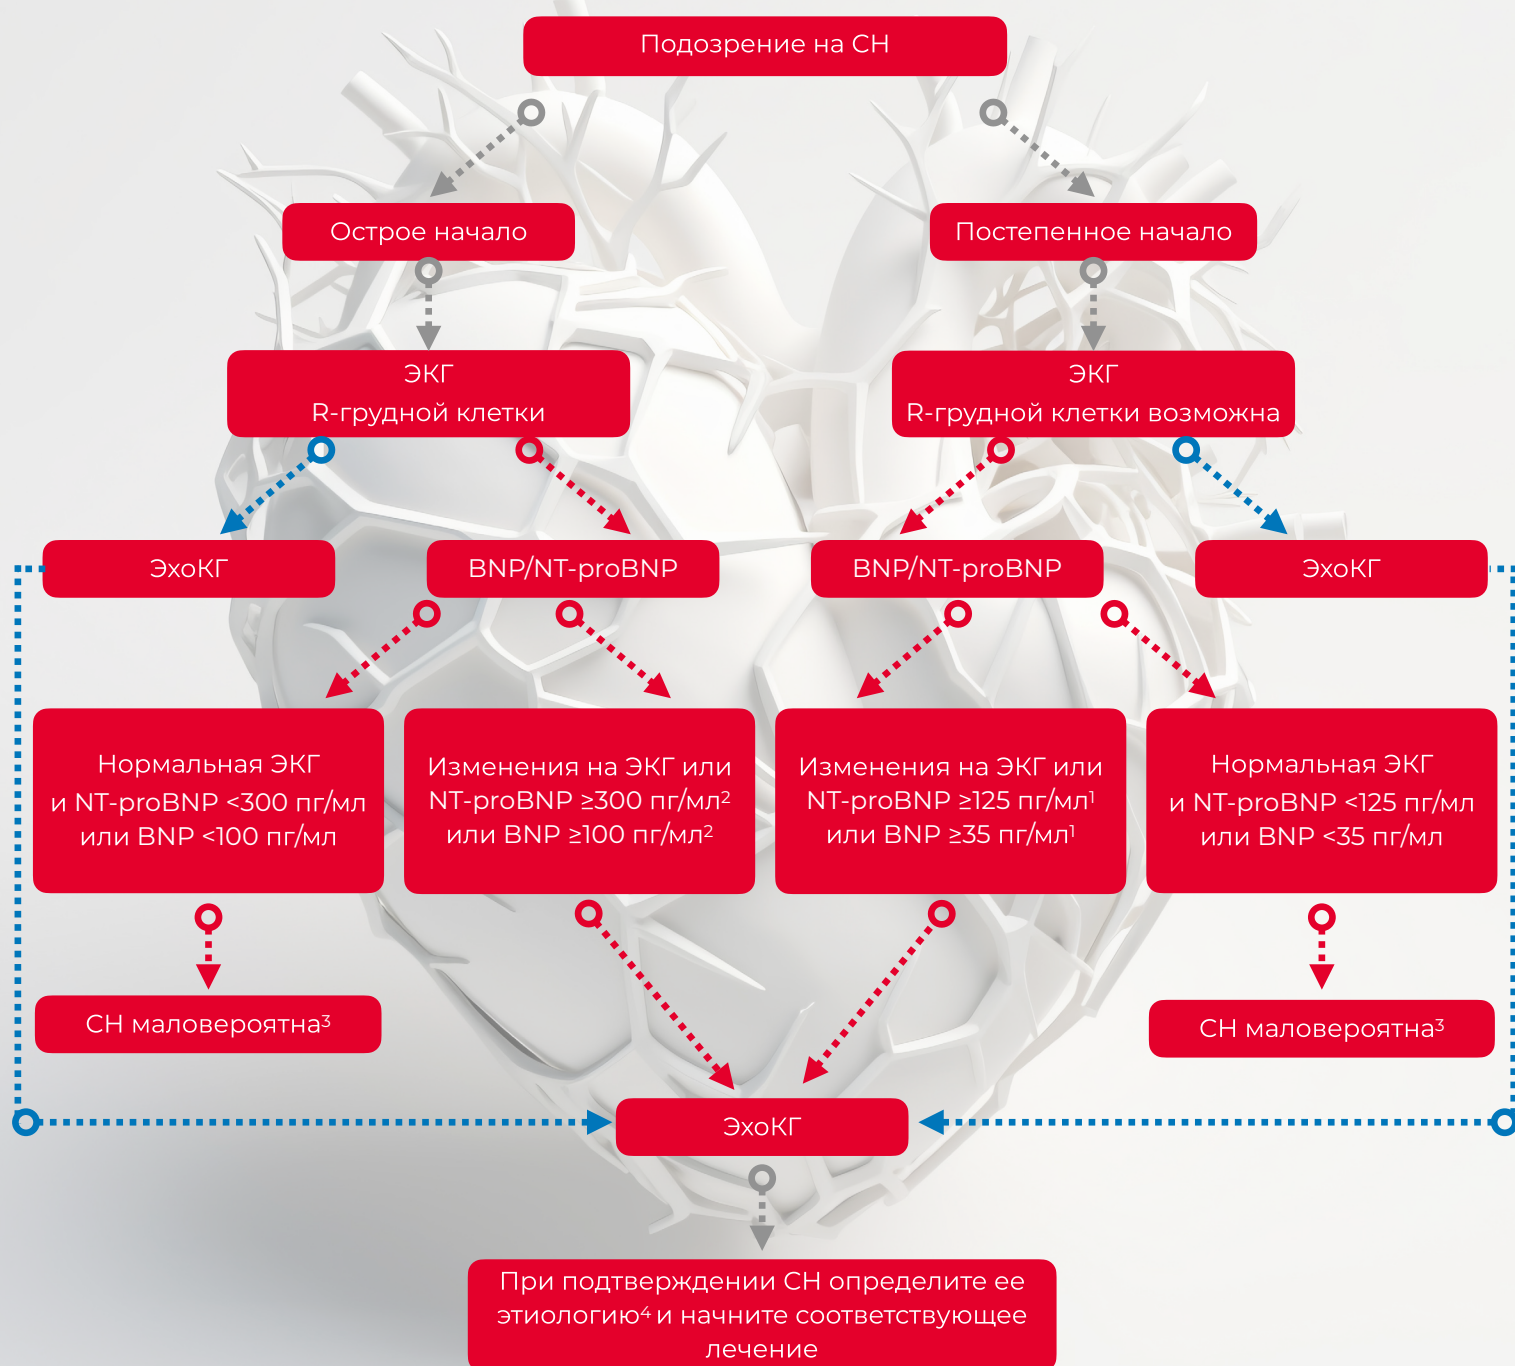 Подозрение на СН
Острое начало
Постепенное начало
ЭКГ
R-грудной клетки
ЭКГ
R-грудной клетки возможна
ЭхоКГ
BNP/NT-proBNP
BNP/NT-proBNP
ЭхоКГ
Нормальная ЭКГ
и NT-proBNP <300 пг/мл
или BNP <100 пг/мл
Изменения на ЭКГ или
NT-proBNP ≥300 пг/мл²
или BNP ≥100 пг/мл²
Изменения на ЭКГ или
NT-proBNP ≥125 пг/мл¹
или BNP ≥35 пг/мл¹
Нормальная ЭКГ
и NT-proBNP <125 пг/мл
или BNP <35 пг/мл
СН маловероятна³
СН маловероятна³
ЭхоКГ
При подтверждении СН определите ее
этиологию⁴ и начните соответствующее
лечение